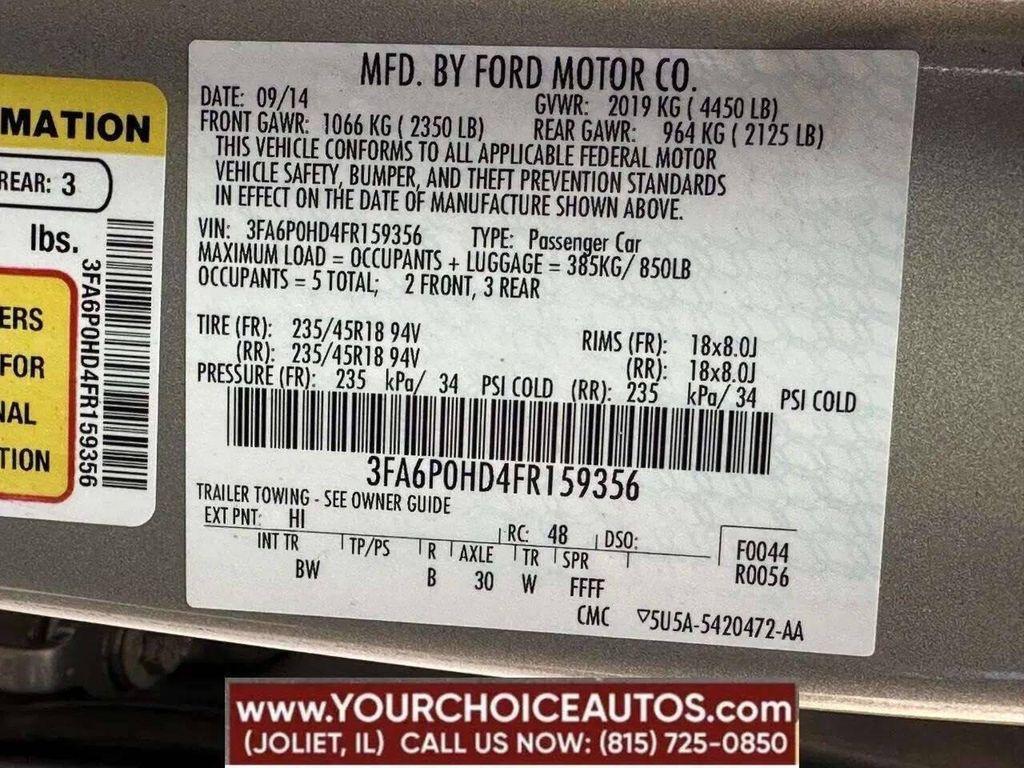 MFD. BY FORD MOTOR CO.
DATE: 09/14 GVWR: 2019 KG ( 4450 LB)
FRONT GAWR: 1066 KG ( 2350 LB) REAR GAWR: 964 KG ( 2125 LB)
THIS VEHICLE CONFORMS TO ALL APPLICABLE FEDERAL MOTOR
VEHICLE SAFETY, BUMPER, AND THEFT PREVENTION STANDARDS
IN EFFECT ON THE DATE OF MANUFACTURE SHOWN ABOVE.
VIN: 3FA6P0HD4FR159356 TYPE: Passenger Car
MAXIMUM LOAD = OCCUPANTS + LUGGAGE = 385KG/ 850LB
OCCUPANTS = 5 TOTAL; 2 FRONT, 3 REAR
TIRE (FR): 235/45R18 94V RIMS (FR): 18x8.0J
(RR): 235/45R18 94V (RR): 18x8.0J
PRESSURE (FR): 235 kPa/ 34 PSI COLD (RR): 235 kPa/ 34 PSI COLD
3FA6P0HD4FR159356
TRAILER TOWING - SEE OWNER GUIDE
EXT PNT: HI RC: 48 DSO: F0044
INT TR TP/PS R AXLE TR SPR R0056
BW B 30 W FFFF
CMC ▽5U5A-5420472-AA
MATION
REAR: 3
lbs.
3FA6P0HD4FR159356
ERS
FOR
NAL
TION
www.YOURCHOICEAUTOS.com
(JOLIET, IL) CALL US NOW: (815) 725-0850